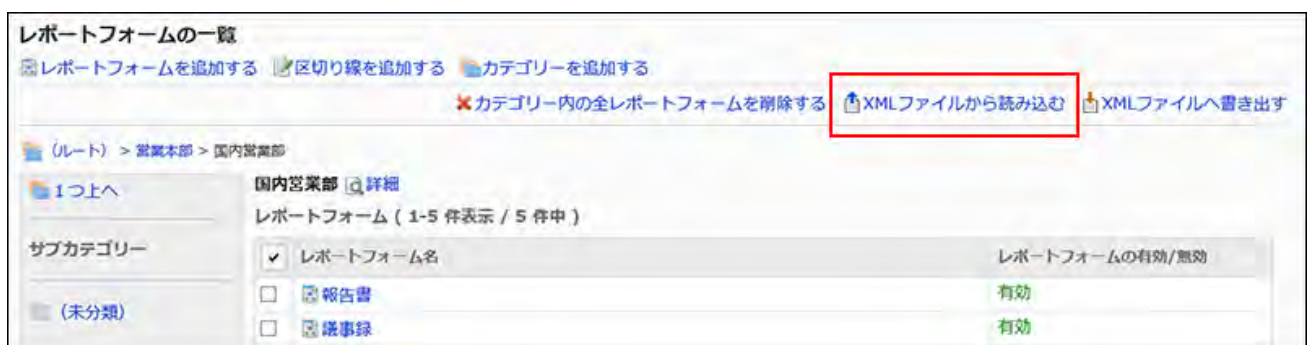 レポートフォームの一覧
レポートフォームを追加する 区切り線を追加する カテゴリーを追加する
カテゴリー内の全レポートフォームを削除する XMLファイルから読み込む XMLファイルへ書き出す
(ルート) > 営業本部 > 国内営業部
1つ上へ
サブカテゴリー
(未分類)
国内営業部 詳細
レポートフォーム ( 1-5 件表示 / 5 件中 )
レポートフォーム名 レポートフォームの有効/無効
報告書 有効
議事録 有効